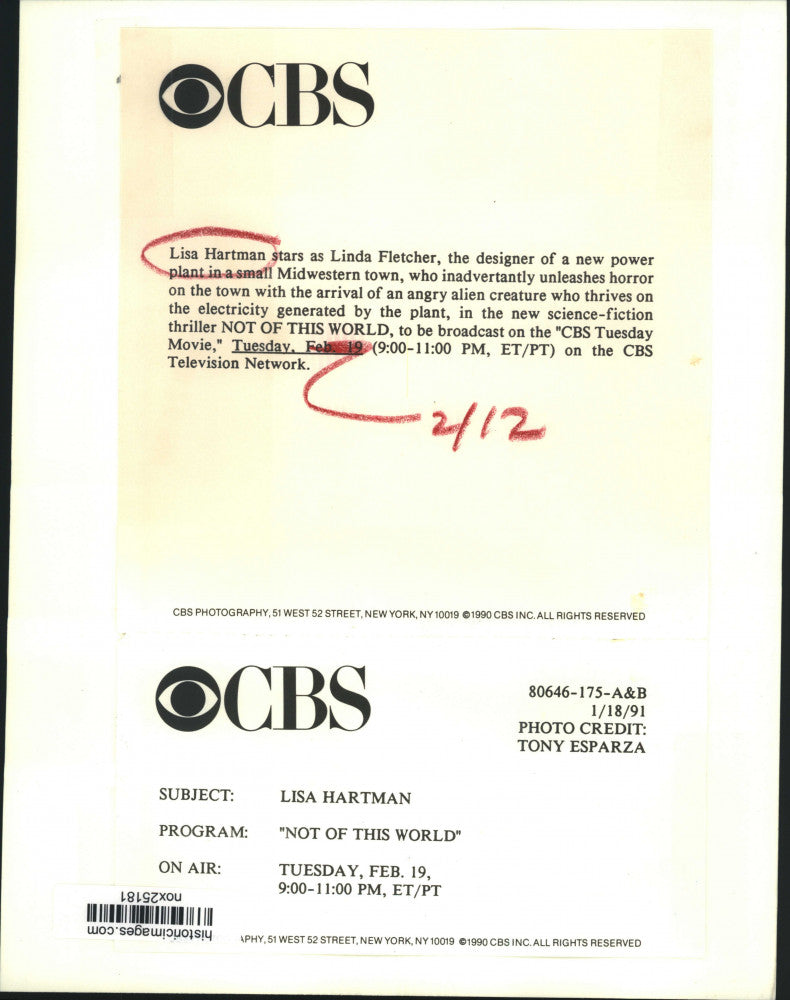 CBS
Lisa Hartman stars as Linda Fletcher, the designer of a new power
plant in a small Midwestern town, who inadvertantly unleashes horror
on the town with the arrival of an angry alien creature who thrives on
the electricity generated by the plant, in the new science-fiction
thriller NOT OF THIS WORLD, to be broadcast on the "CBS Tuesday
Movie," Tuesday, Feb. 19 (9:00-11:00 PM, ET/PT) on the CBS
Television Network.
2/12
CBS PHOTOGRAPHY, 51 WEST 52 STREET, NEW YORK, NY 10019 ©1990 CBS INC. ALL RIGHTS RESERVED
CBS
80646-175-A&B
1/18/91
PHOTO CREDIT:
TONY ESPARZA
SUBJECT: LISA HARTMAN
PROGRAM: "NOT OF THIS WORLD"
ON AIR: TUESDAY, FEB. 19,
9:00-11:00 PM, ET/PT
nox25181
historicimages.com
APHY, 51 WEST 52 STREET, NEW YORK, NY 10019 ©1990 CBS INC. ALL RIGHTS RESERVED